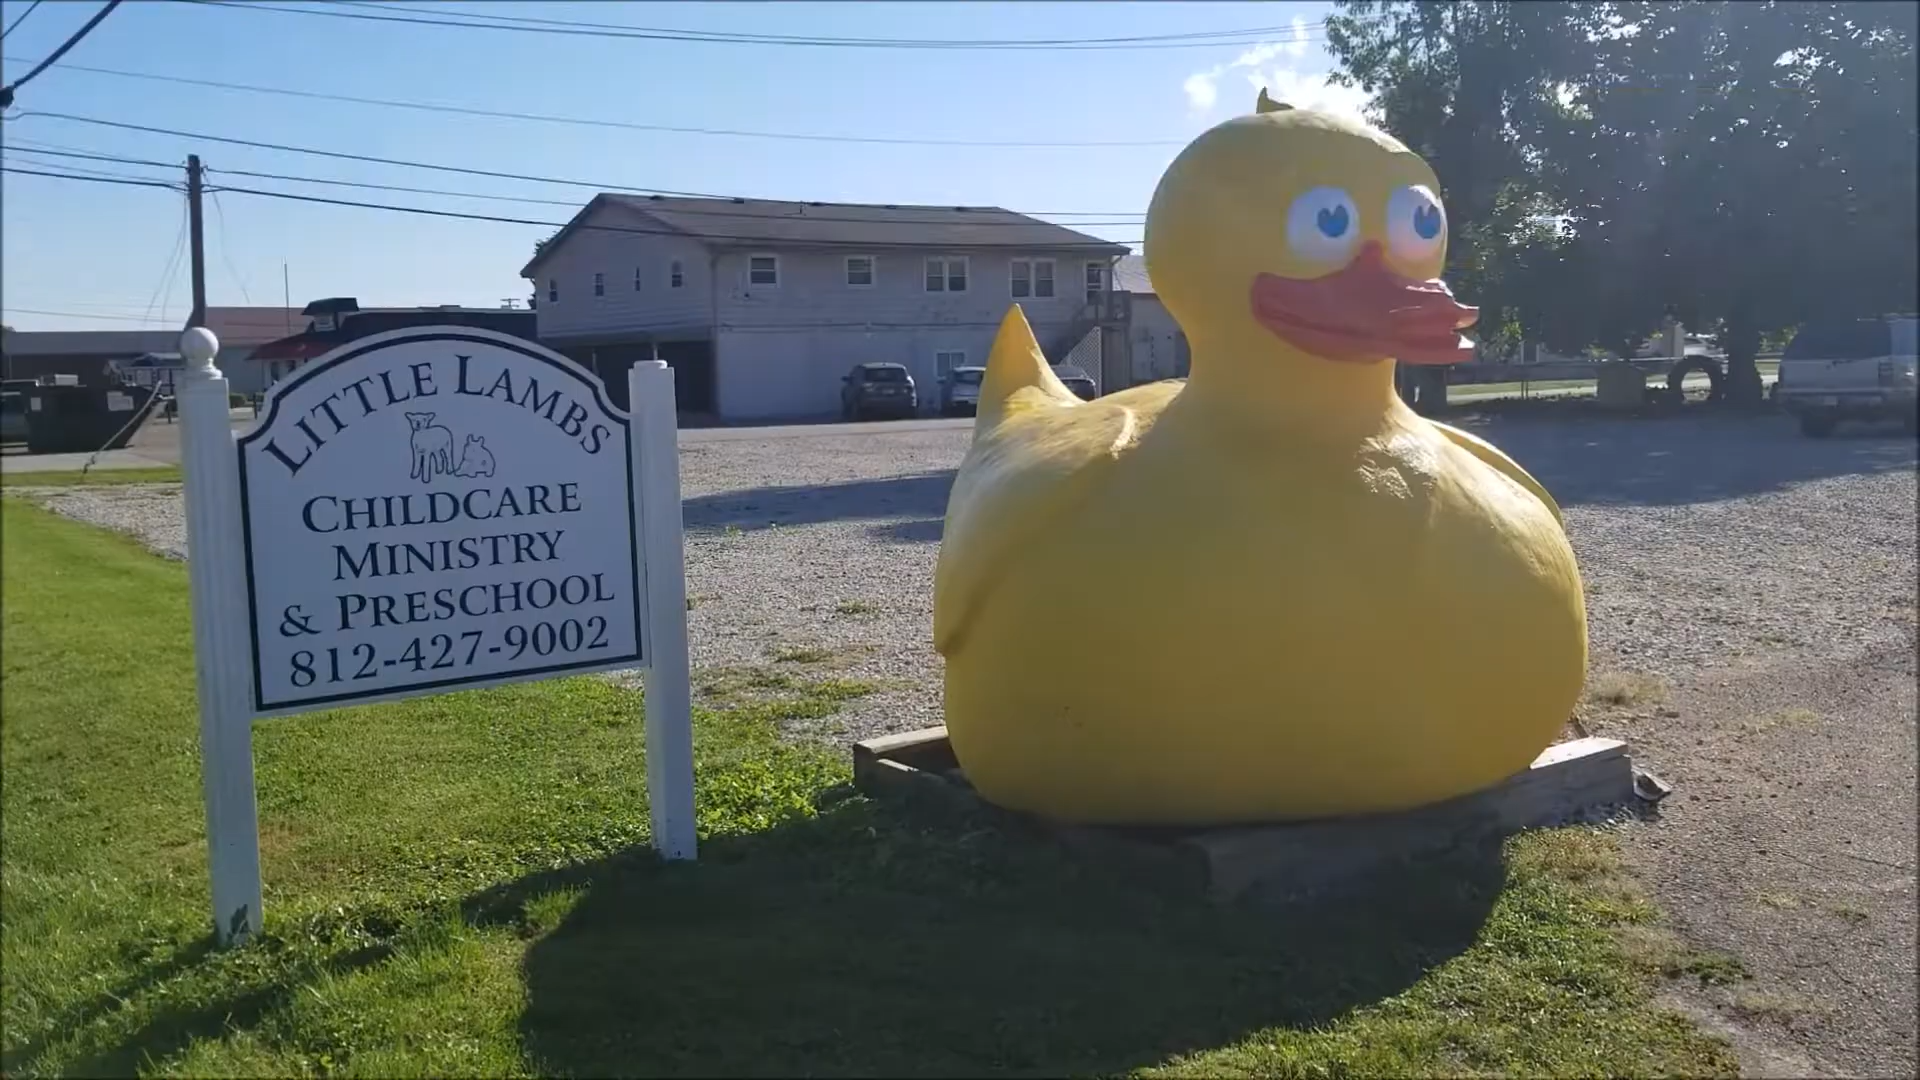 LITTLE LAMBS
CHILDCARE
MINISTRY
& PRESCHOOL
812-427-9002